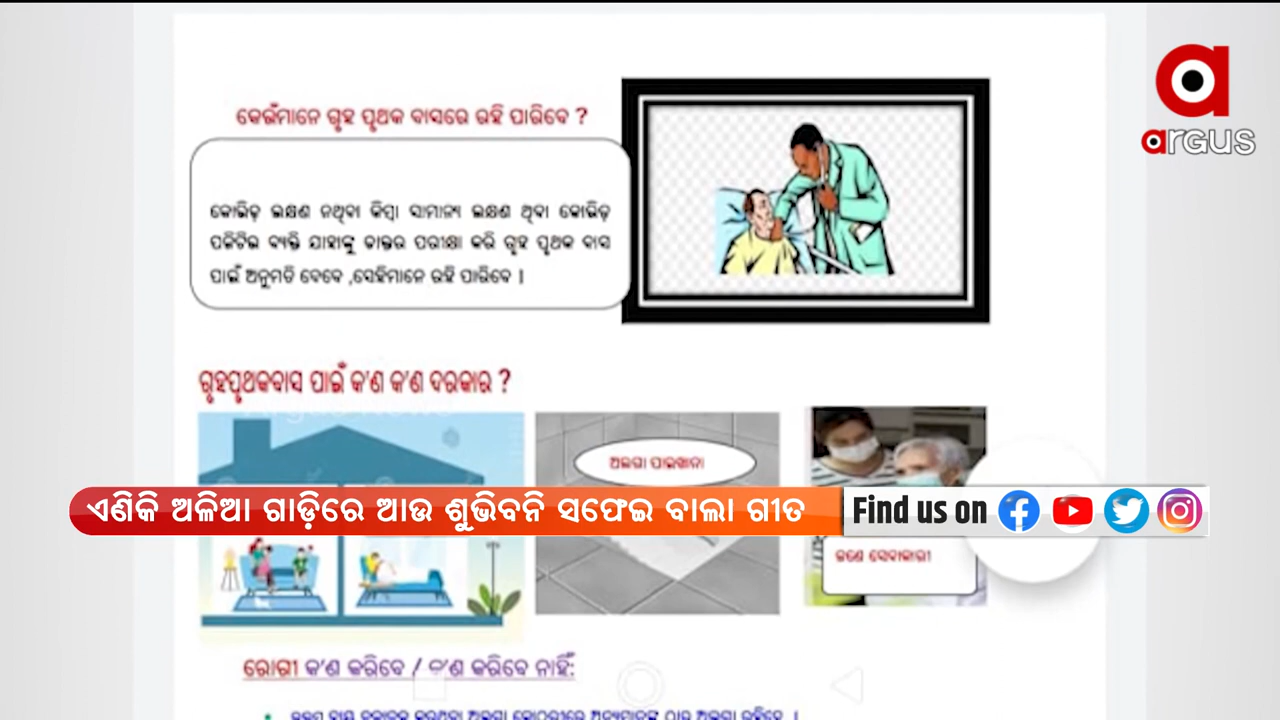 କେଉଁମାନେ ଗୃହ ପୃଥକ ବାସରେ ରହି ପାରିବେ ?
argus
କୋଭିଡ଼ ଲକ୍ଷଣ ନଥିବା କିମ୍ବା ସାମାନ୍ୟ ଲକ୍ଷଣ ଥିବା କୋଭିଡ଼
ପଜିଟିଭ ବ୍ୟକ୍ତି ଯାହାଙ୍କୁ ଡାକ୍ତର ପରୀକ୍ଷା କରି ଗୃହ ପୃଥକ ବାସ
ପାଇଁ ଅନୁମତି ଦେବେ ,ସେହିମାନେ ରହି ପାରିବେ ।
ଗୃହପୃଥକବାସ ପାଇଁ କ'ଣ କ'ଣ ଦରକାର ?
ଅଲଗା ପାଇଖାନା
ଏଣିକି ଅଳିଆ ଗାଡ଼ିରେ ଆଉ ଶୁଭିବନି ସଫେଇ ବାଲା ଗୀତ
Find us on
ଜଣେ ସେବାକାରୀ
ରୋଗୀ କ'ଣ କରିବେ / କ'ଣ କରିବେ ନାହିଁ: